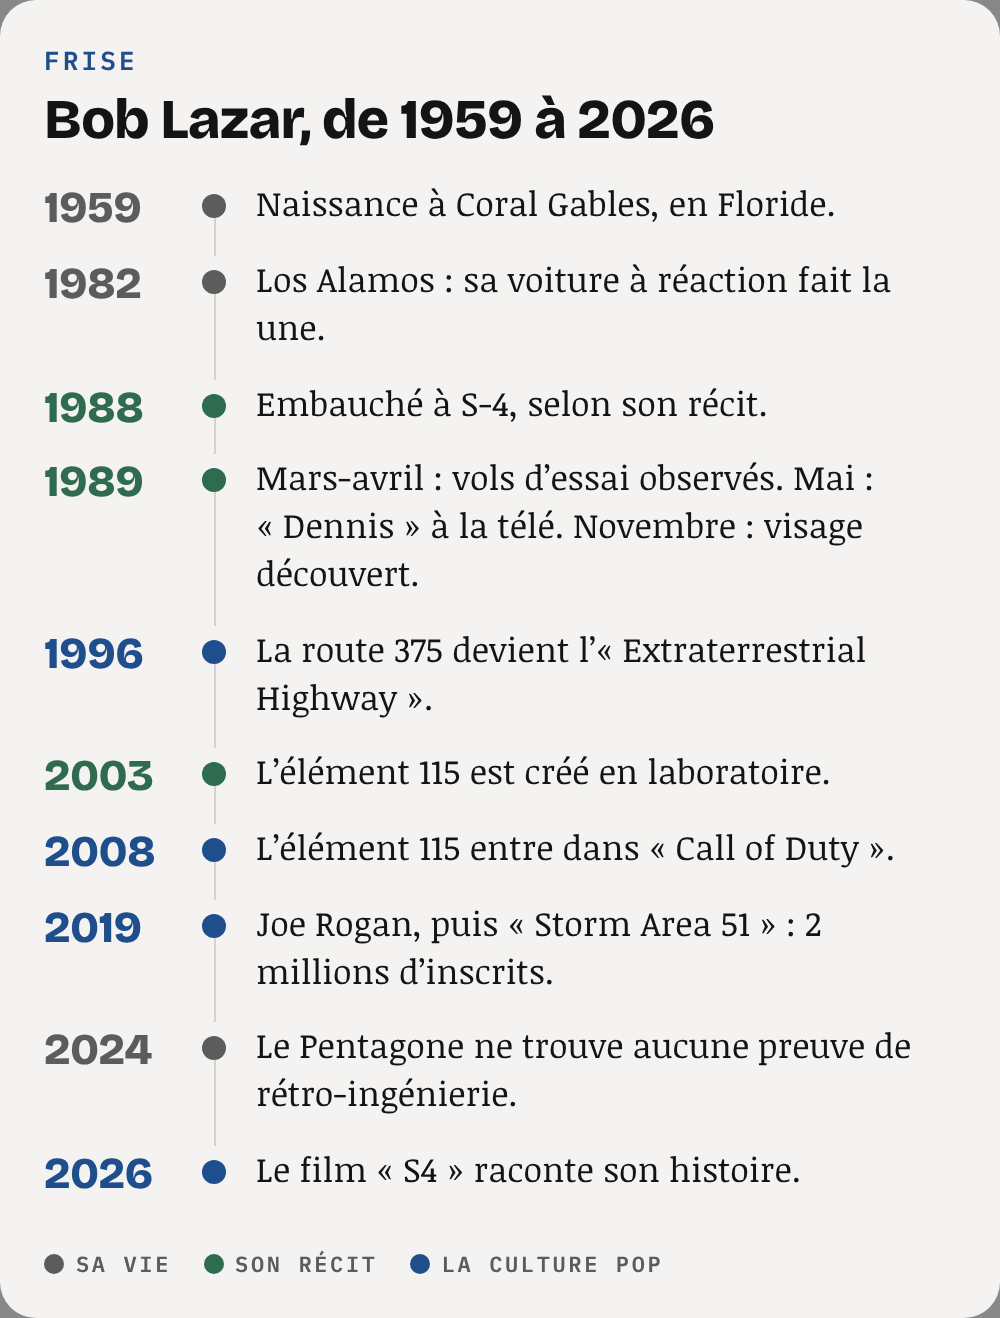 FRISE
Bob Lazar, de 1959 à 2026
1959 Naissance à Coral Gables, en Floride.
1982 Los Alamos : sa voiture à réaction fait la
une.
1988 Embauché à S-4, selon son récit.
1989 Mars-avril : vols d’essai observés. Mai :
« Dennis » à la télé. Novembre : visage
découvert.
1996 La route 375 devient l’« Extraterrestrial
Highway ».
2003 L’élément 115 est créé en laboratoire.
2008 L’élément 115 entre dans « Call of Duty ».
2019 Joe Rogan, puis « Storm Area 51 » : 2
millions d’inscrits.
2024 Le Pentagone ne trouve aucune preuve de
rétro-ingénierie.
2026 Le film « S4 » raconte son histoire.
SA VIE SON RÉCIT LA CULTURE POP